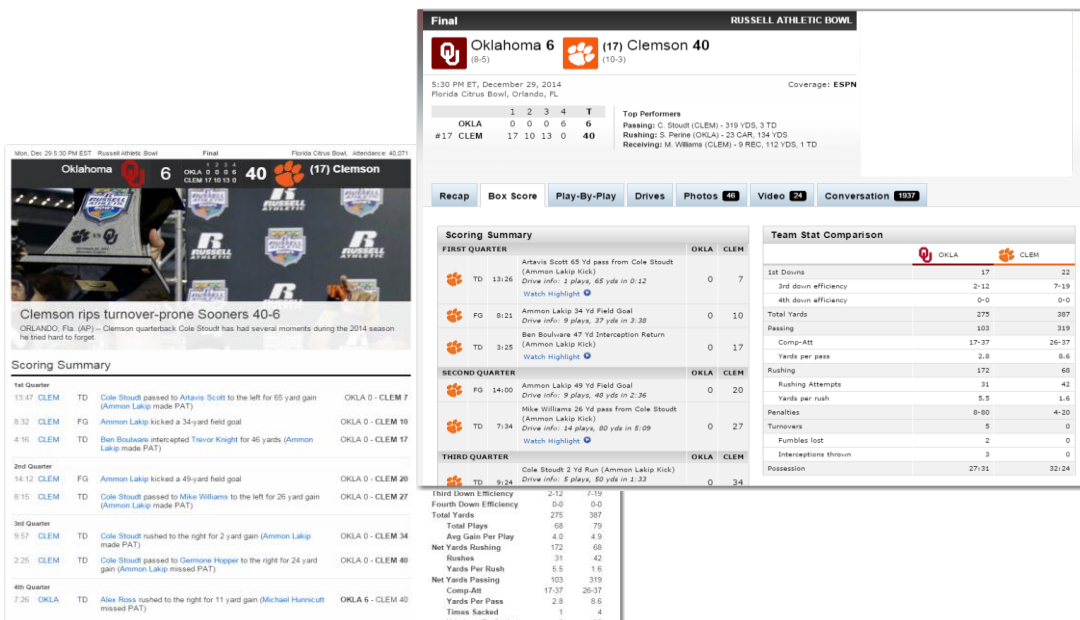 Final RUSSELL ATHLETIC BOWL
Oklahoma 6 (17) Clemson 40
(8-5) (10-3)
5:30 PM ET, December 29, 2014 Coverage: ESPN
Florida Citrus Bowl, Orlando, FL
1 2 3 4 T
OKLA 0 0 0 6 6
#17 CLEM 17 10 13 0 40
Top Performers
Passing: C. Stoudt (CLEM) - 319 YDS, 3 TD
Rushing: S. Perine (OKLA) - 23 CAR, 134 YDS
Receiving: M. Williams (CLEM) - 9 REC, 112 YDS, 1 TD
Recap Box Score Play-By-Play Drives Photos 46 Video 24 Conversation 1937
Scoring Summary
FIRST QUARTER OKLA CLEM
Artavis Scott 65 Yd pass from Cole Stoudt
TD 13:26 (Ammon Lakip Kick) 0 7
Drive info: 1 plays, 65 yds in 0:12
Watch Highlight
FG 8:21 Ammon Lakip 34 Yd Field Goal 0 10
Drive info: 9 plays, 37 yds in 3:38
Ben Boulware 47 Yd Interception Return
TD 3:25 (Ammon Lakip Kick) 0 17
Watch Highlight
SECOND QUARTER OKLA CLEM
FG 14:00 Ammon Lakip 49 Yd Field Goal 0 20
Drive info: 9 plays, 48 yds in 2:36
Mike Williams 26 Yd pass from Cole Stoudt
(Ammon Lakip Kick)
TD 7:34 Drive info: 14 plays, 80 yds in 5:09 0 27
Watch Highlight
THIRD QUARTER OKLA CLEM
Cole Stoudt 2 Yd Run (Ammon Lakip Kick)
TD 9:24 Drive info: 5 plays, 50 yds in 1:33 0 34
Team Stat Comparison
OKLA CLEM
1st Downs 17 22
3rd down efficiency 2-12 7-19
4th down efficiency 0-0 0-0
Total Yards 275 387
Passing 103 319
Comp-Att 17-37 26-37
Yards per pass 2.8 8.6
Rushing 172 68
Rushing Attempts 31 42
Yards per rush 5.5 1.6
Penalties 8-80 4-20
Turnovers 5 0
Fumbles lost 2 0
Interceptions thrown 3 0
Possession 27:31 32:24
Mon, Dec 29 5:30 PM EST Russell Athletic Bowl Final Florida Citrus Bowl, Attendance: 40,071
1 2 3 4
Oklahoma 6 OKLA 0 0 0 6 40 (17) Clemson
CLEM 17 10 13 0
RUSSELL ATHLETIC
Clemson rips turnover-prone Sooners 40-6
ORLANDO, Fla. (AP) -- Clemson quarterback Cole Stoudt has had several moments during the 2014 season
he tried hard to forget.
Scoring Summary
1st Quarter
13:47 CLEM TD Cole Stoudt passed to Artavis Scott to the left for 65 yard gain OKLA 0 - CLEM 7
(Ammon Lakip made PAT)
8:32 CLEM FG Ammon Lakip kicked a 34-yard field goal OKLA 0 - CLEM 10
4:16 CLEM TD Ben Boulware intercepted Trevor Knight for 46 yards (Ammon OKLA 0 - CLEM 17
Lakip made PAT)
2nd Quarter
14:12 CLEM FG Ammon Lakip kicked a 49-yard field goal OKLA 0 - CLEM 20
8:15 CLEM TD Cole Stoudt passed to Mike Williams to the left for 26 yard gain OKLA 0 - CLEM 27
(Ammon Lakip made PAT)
3rd Quarter
9:57 CLEM TD Cole Stoudt rushed to the right for 2 yard gain (Ammon Lakip OKLA 0 - CLEM 34
made PAT)
2:25 CLEM TD Cole Stoudt passed to Germone Hopper to the right for 24 yard OKLA 0 - CLEM 40
gain (Ammon Lakip missed PAT)
4th Quarter
7:26 OKLA TD Alex Ross rushed to the right for 11 yard gain (Michael Hunnicutt OKLA 6 - CLEM 40
missed PAT)
Third Down Efficiency 2-12 7-19
Fourth Down Efficiency 0-0 0-0
Total Yards 275 387
Total Plays 68 79
Avg Gain Per Play 4.0 4.9
Net Yards Rushing 172 68
Rushes 31 42
Yards Per Rush 5.5 1.6
Net Yards Passing 103 319
Comp-Att 17-37 26-37
Yards Per Pass 2.8 8.6
Times Sacked 1 4